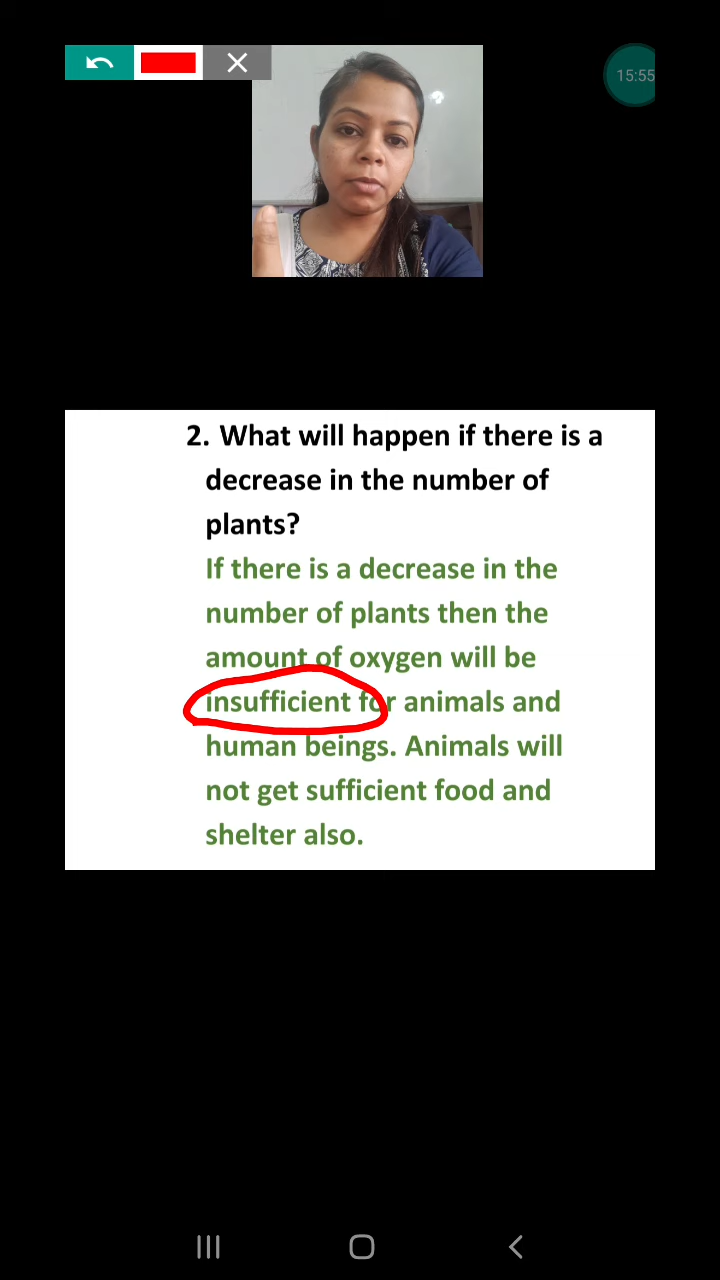 15:55
2. What will happen if there is a
decrease in the number of
plants?
If there is a decrease in the
number of plants then the
amount of oxygen will be
insufficient for animals and
human beings. Animals will
not get sufficient food and
shelter also.